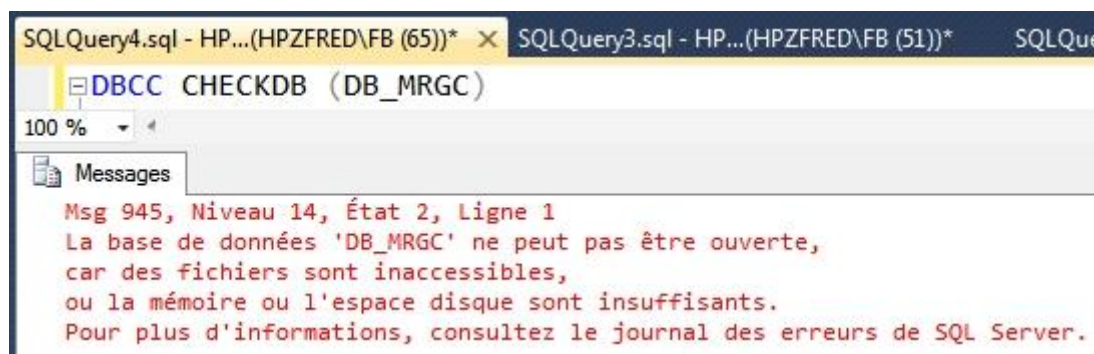 SQLQuery4.sql - HP...(HPZFRED\FB (65))* SQLQuery3.sql - HP...(HPZFRED\FB (51))* SQLQue
DBCC CHECKDB (DB_MRGC)
100 %
Messages
Msg 945, Niveau 14, État 2, Ligne 1
La base de données 'DB_MRGC' ne peut pas être ouverte,
car des fichiers sont inaccessibles,
ou la mémoire ou l'espace disque sont insuffisants.
Pour plus d'informations, consultez le journal des erreurs de SQL Server.